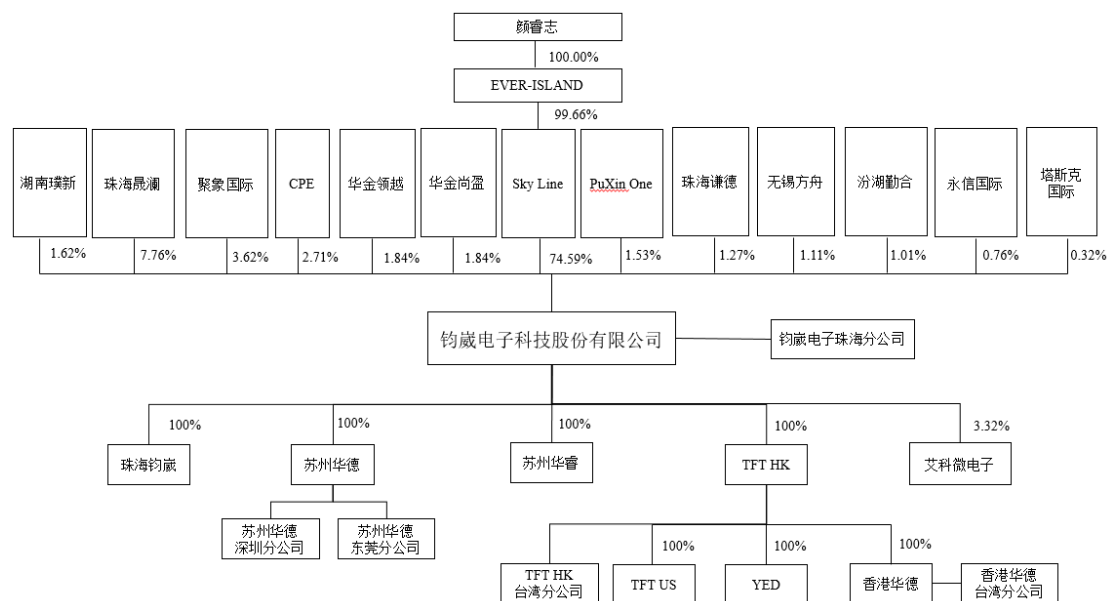 颜睿志
100.00%
EVER-ISLAND
99.66%
湖南璞新
珠海晟澜
聚象国际
CPE
华金领越
华金尚盈
Sky Line
PuXin One
珠海谦德
无锡方舟
汾湖勤合
永信国际
塔斯克
国际
1.62%
7.76%
3.62%
2.71%
1.84%
1.84%
74.59%
1.53%
1.27%
1.11%
1.01%
0.76%
0.32%
钧崴电子科技股份有限公司
钧崴电子珠海分公司
100%
100%
100%
100%
3.32%
珠海钧崴
苏州华德
苏州华睿
TFT HK
艾科微电子
苏州华德
深圳分公司
苏州华德
东莞分公司
100%
100%
100%
TFT HK
台湾分公司
TFT US
YED
香港华德
香港华德
台湾分公司